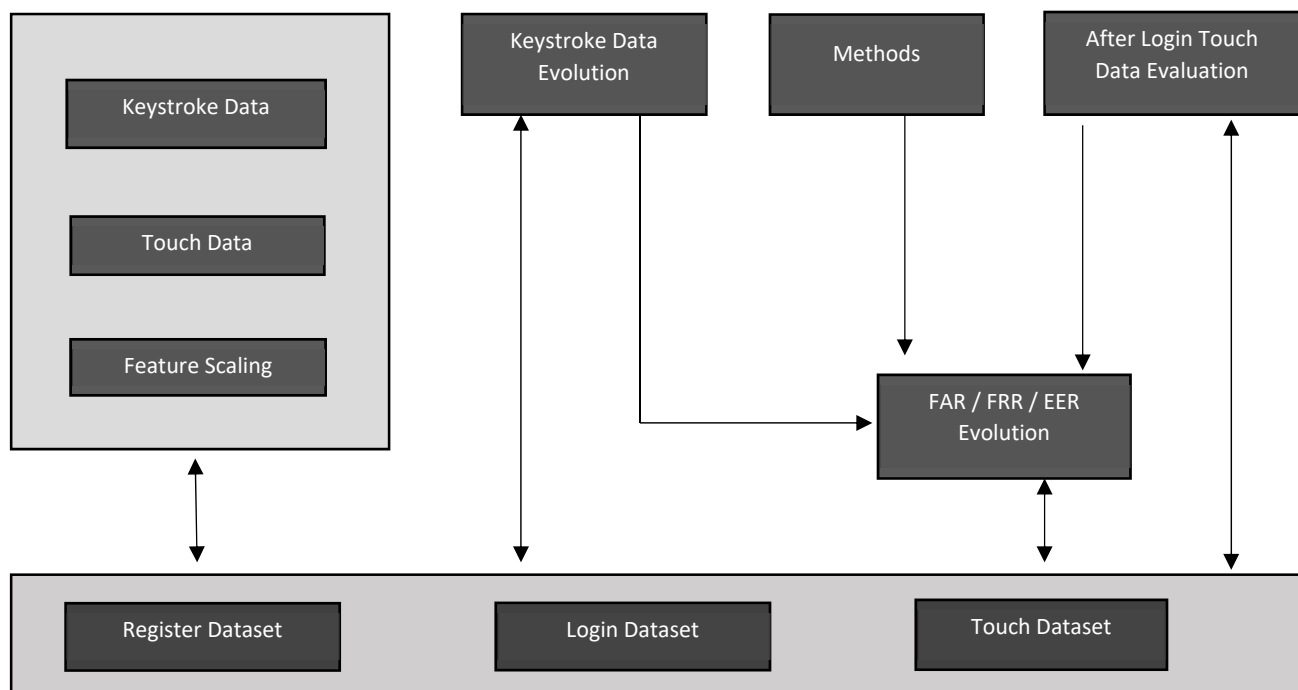 Keystroke Data
Touch Data
Feature Scaling
Keystroke Data
Evolution
Methods
After Login Touch
Data Evaluation
FAR / FRR / EER
Evolution
Register Dataset
Login Dataset
Touch Dataset